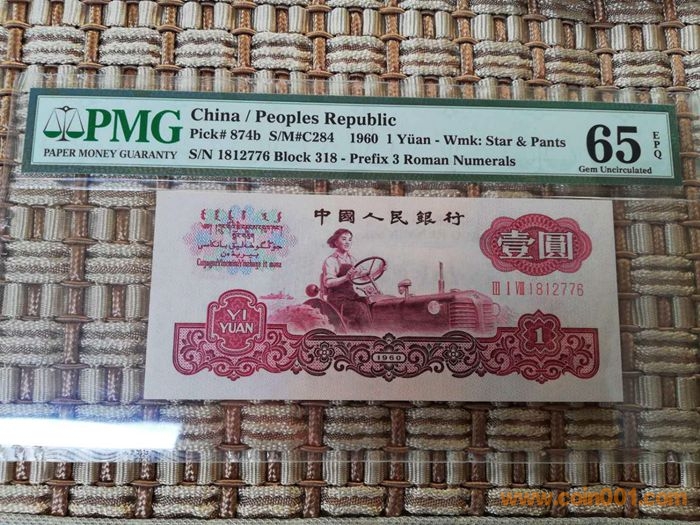 PMG
PAPER MONEY GUARANTY
China / Peoples Republic
Pick# 874b S/M#C284 1960 1 Yüan - Wmk: Star & Pants
S/N 1812776 Block 318 - Prefix 3 Roman Numerals
65 EPQ
Gem Uncirculated
中國人民銀行
壹圓
III I VIII 1812776
YI
YUAN
1960
1
www.coin001.com